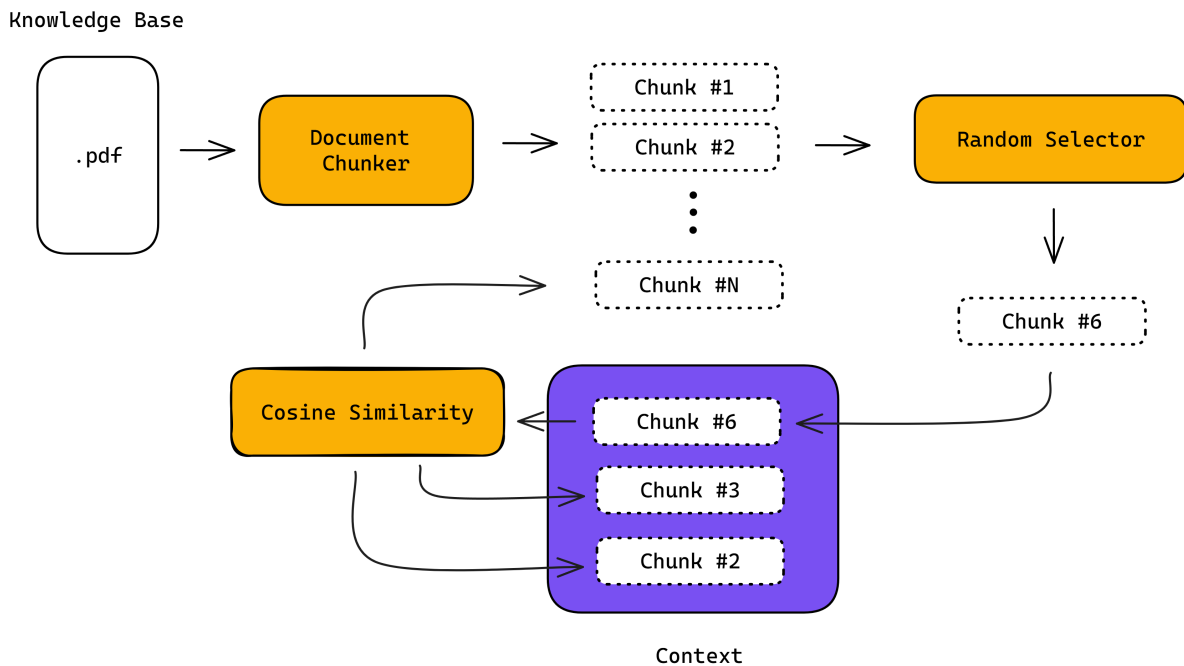 Knowledge Base
.pdf
Document
Chunker
Chunk #1
Chunk #2
Chunk #N
Random Selector
Chunk #6
Cosine Similarity
Chunk #6
Chunk #3
Chunk #2
Context